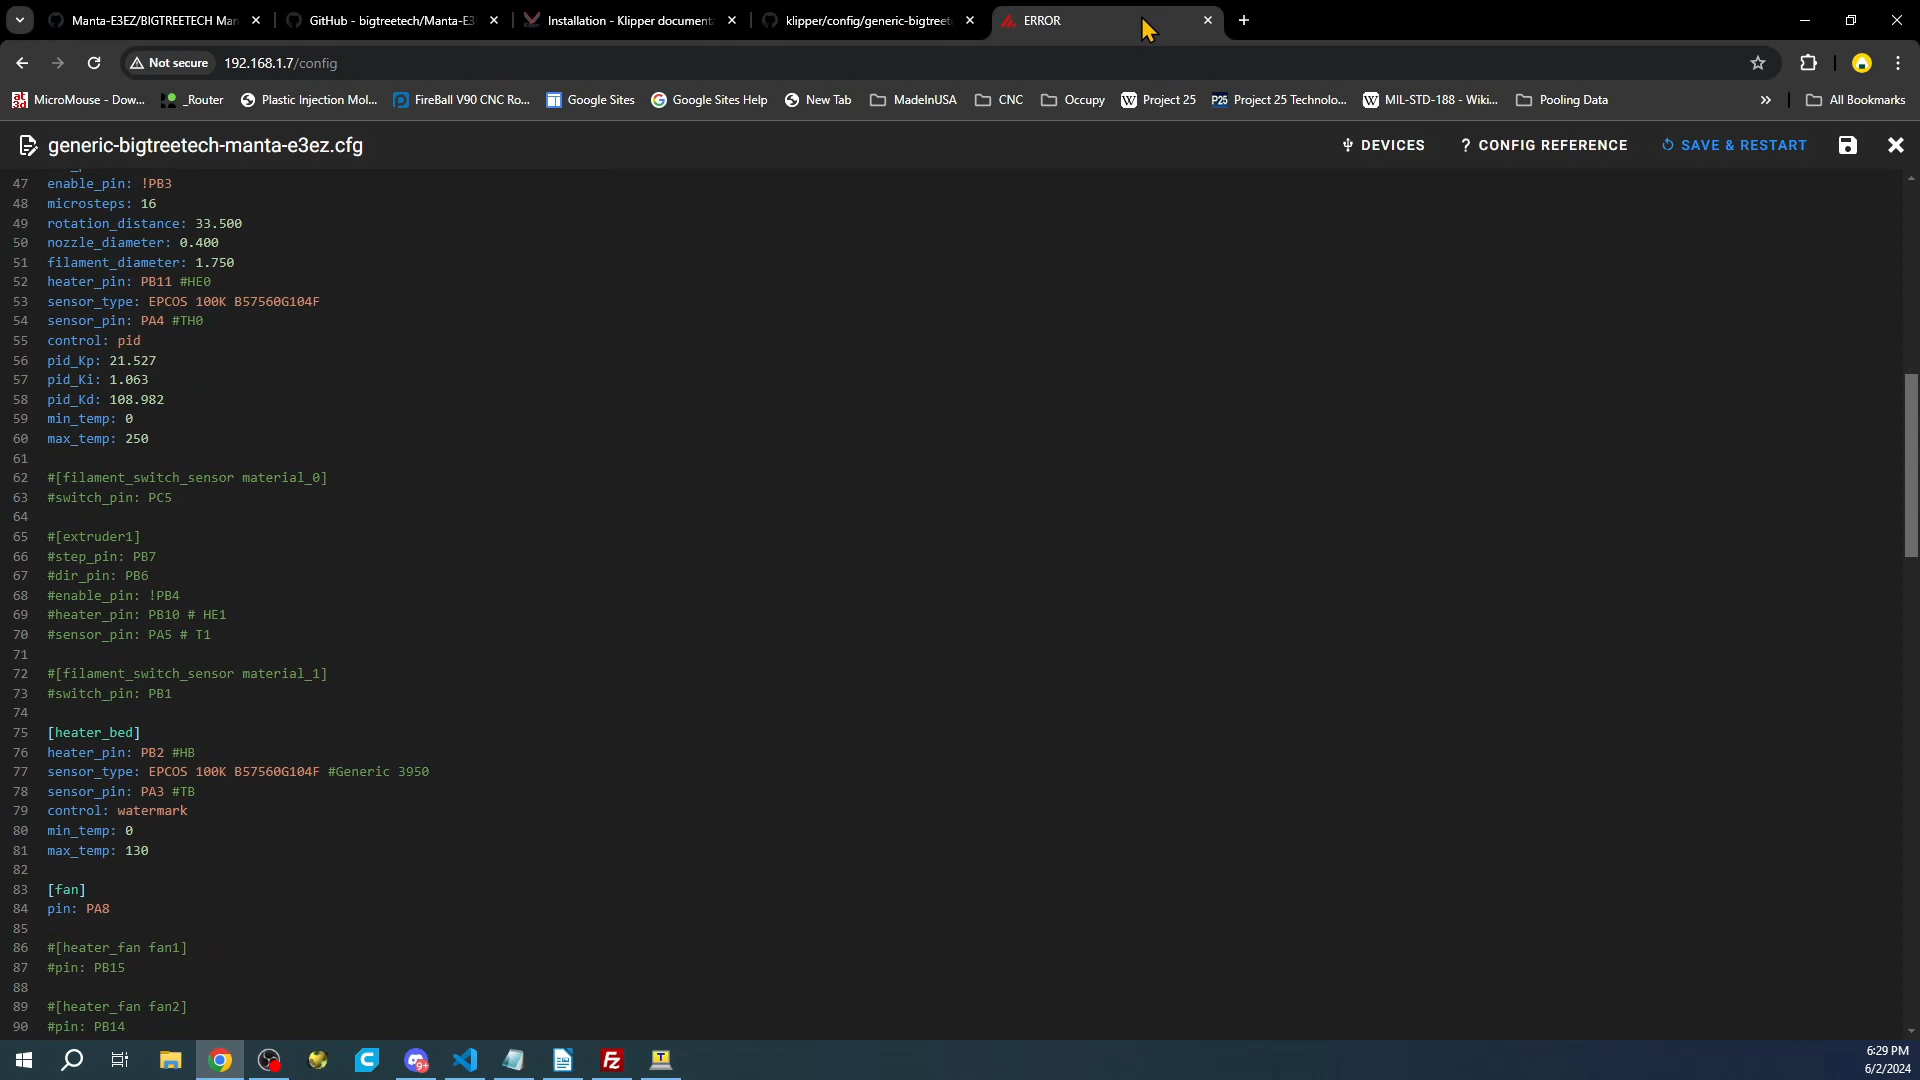 Manta-E3EZ/BIGTREETECH Man
GitHub - bigtreetech/Manta-E3
Installation - Klipper document
klipper/config/generic-bigtreet
ERROR
Not secure
192.168.1.7/config
MicroMouse - Dow...
_Router
Plastic Injection Mol...
FireBall V90 CNC Ro...
Google Sites
Google Sites Help
New Tab
MadeInUSA
CNC
Occupy
Project 25
P25
Project 25 Technolo...
MIL-STD-188 - Wiki...
Pooling Data
»
All Bookmarks
generic-bigtreetech-manta-e3ez.cfg
DEVICES
? CONFIG REFERENCE
SAVE & RESTART
47 enable_pin: !PB3
48 microsteps: 16
49 rotation_distance: 33.500
50 nozzle_diameter: 0.400
51 filament_diameter: 1.750
52 heater_pin: PB11 #HE0
53 sensor_type: EPCOS 100K B57560G104F
54 sensor_pin: PA4 #TH0
55 control: pid
56 pid_Kp: 21.527
57 pid_Ki: 1.063
58 pid_Kd: 108.982
59 min_temp: 0
60 max_temp: 250
61
62 #[filament_switch_sensor material_0]
63 #switch_pin: PC5
64
65 #[extruder1]
66 #step_pin: PB7
67 #dir_pin: PB6
68 #enable_pin: !PB4
69 #heater_pin: PB10 # HE1
70 #sensor_pin: PA5 # T1
71
72 #[filament_switch_sensor material_1]
73 #switch_pin: PB1
74
75 [heater_bed]
76 heater_pin: PB2 #HB
77 sensor_type: EPCOS 100K B57560G104F #Generic 3950
78 sensor_pin: PA3 #TB
79 control: watermark
80 min_temp: 0
81 max_temp: 130
82
83 [fan]
84 pin: PA8
85
86 #[heater_fan fan1]
87 #pin: PB15
88
89 #[heater_fan fan2]
90 #pin: PB14
6:29 PM
6/2/2024